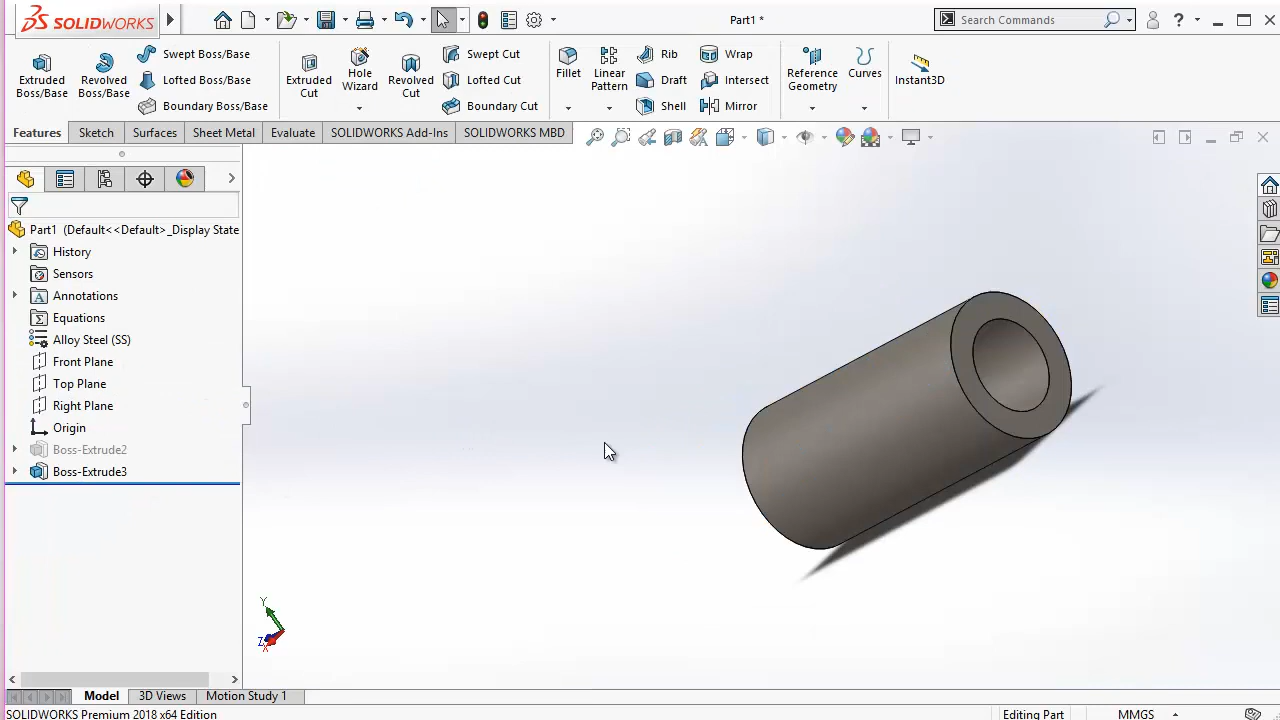 SOLIDWORKS
Part1 *
Search Commands
?
Extruded Boss/Base
Revolved Boss/Base
Swept Boss/Base
Lofted Boss/Base
Boundary Boss/Base
Extruded Cut
Hole Wizard
Revolved Cut
Swept Cut
Lofted Cut
Boundary Cut
Fillet
Linear Pattern
Rib
Draft
Shell
Wrap
Intersect
Mirror
Reference Geometry
Curves
Instant3D
Features
Sketch
Surfaces
Sheet Metal
Evaluate
SOLIDWORKS Add-Ins
SOLIDWORKS MBD
Part1 (Default<<Default>_Display State
History
Sensors
Annotations
Equations
Alloy Steel (SS)
Front Plane
Top Plane
Right Plane
Origin
Boss-Extrude2
Boss-Extrude3
Y
Z
X
Model
3D Views
Motion Study 1
SOLIDWORKS Premium 2018 x64 Edition
Editing Part
MMGS